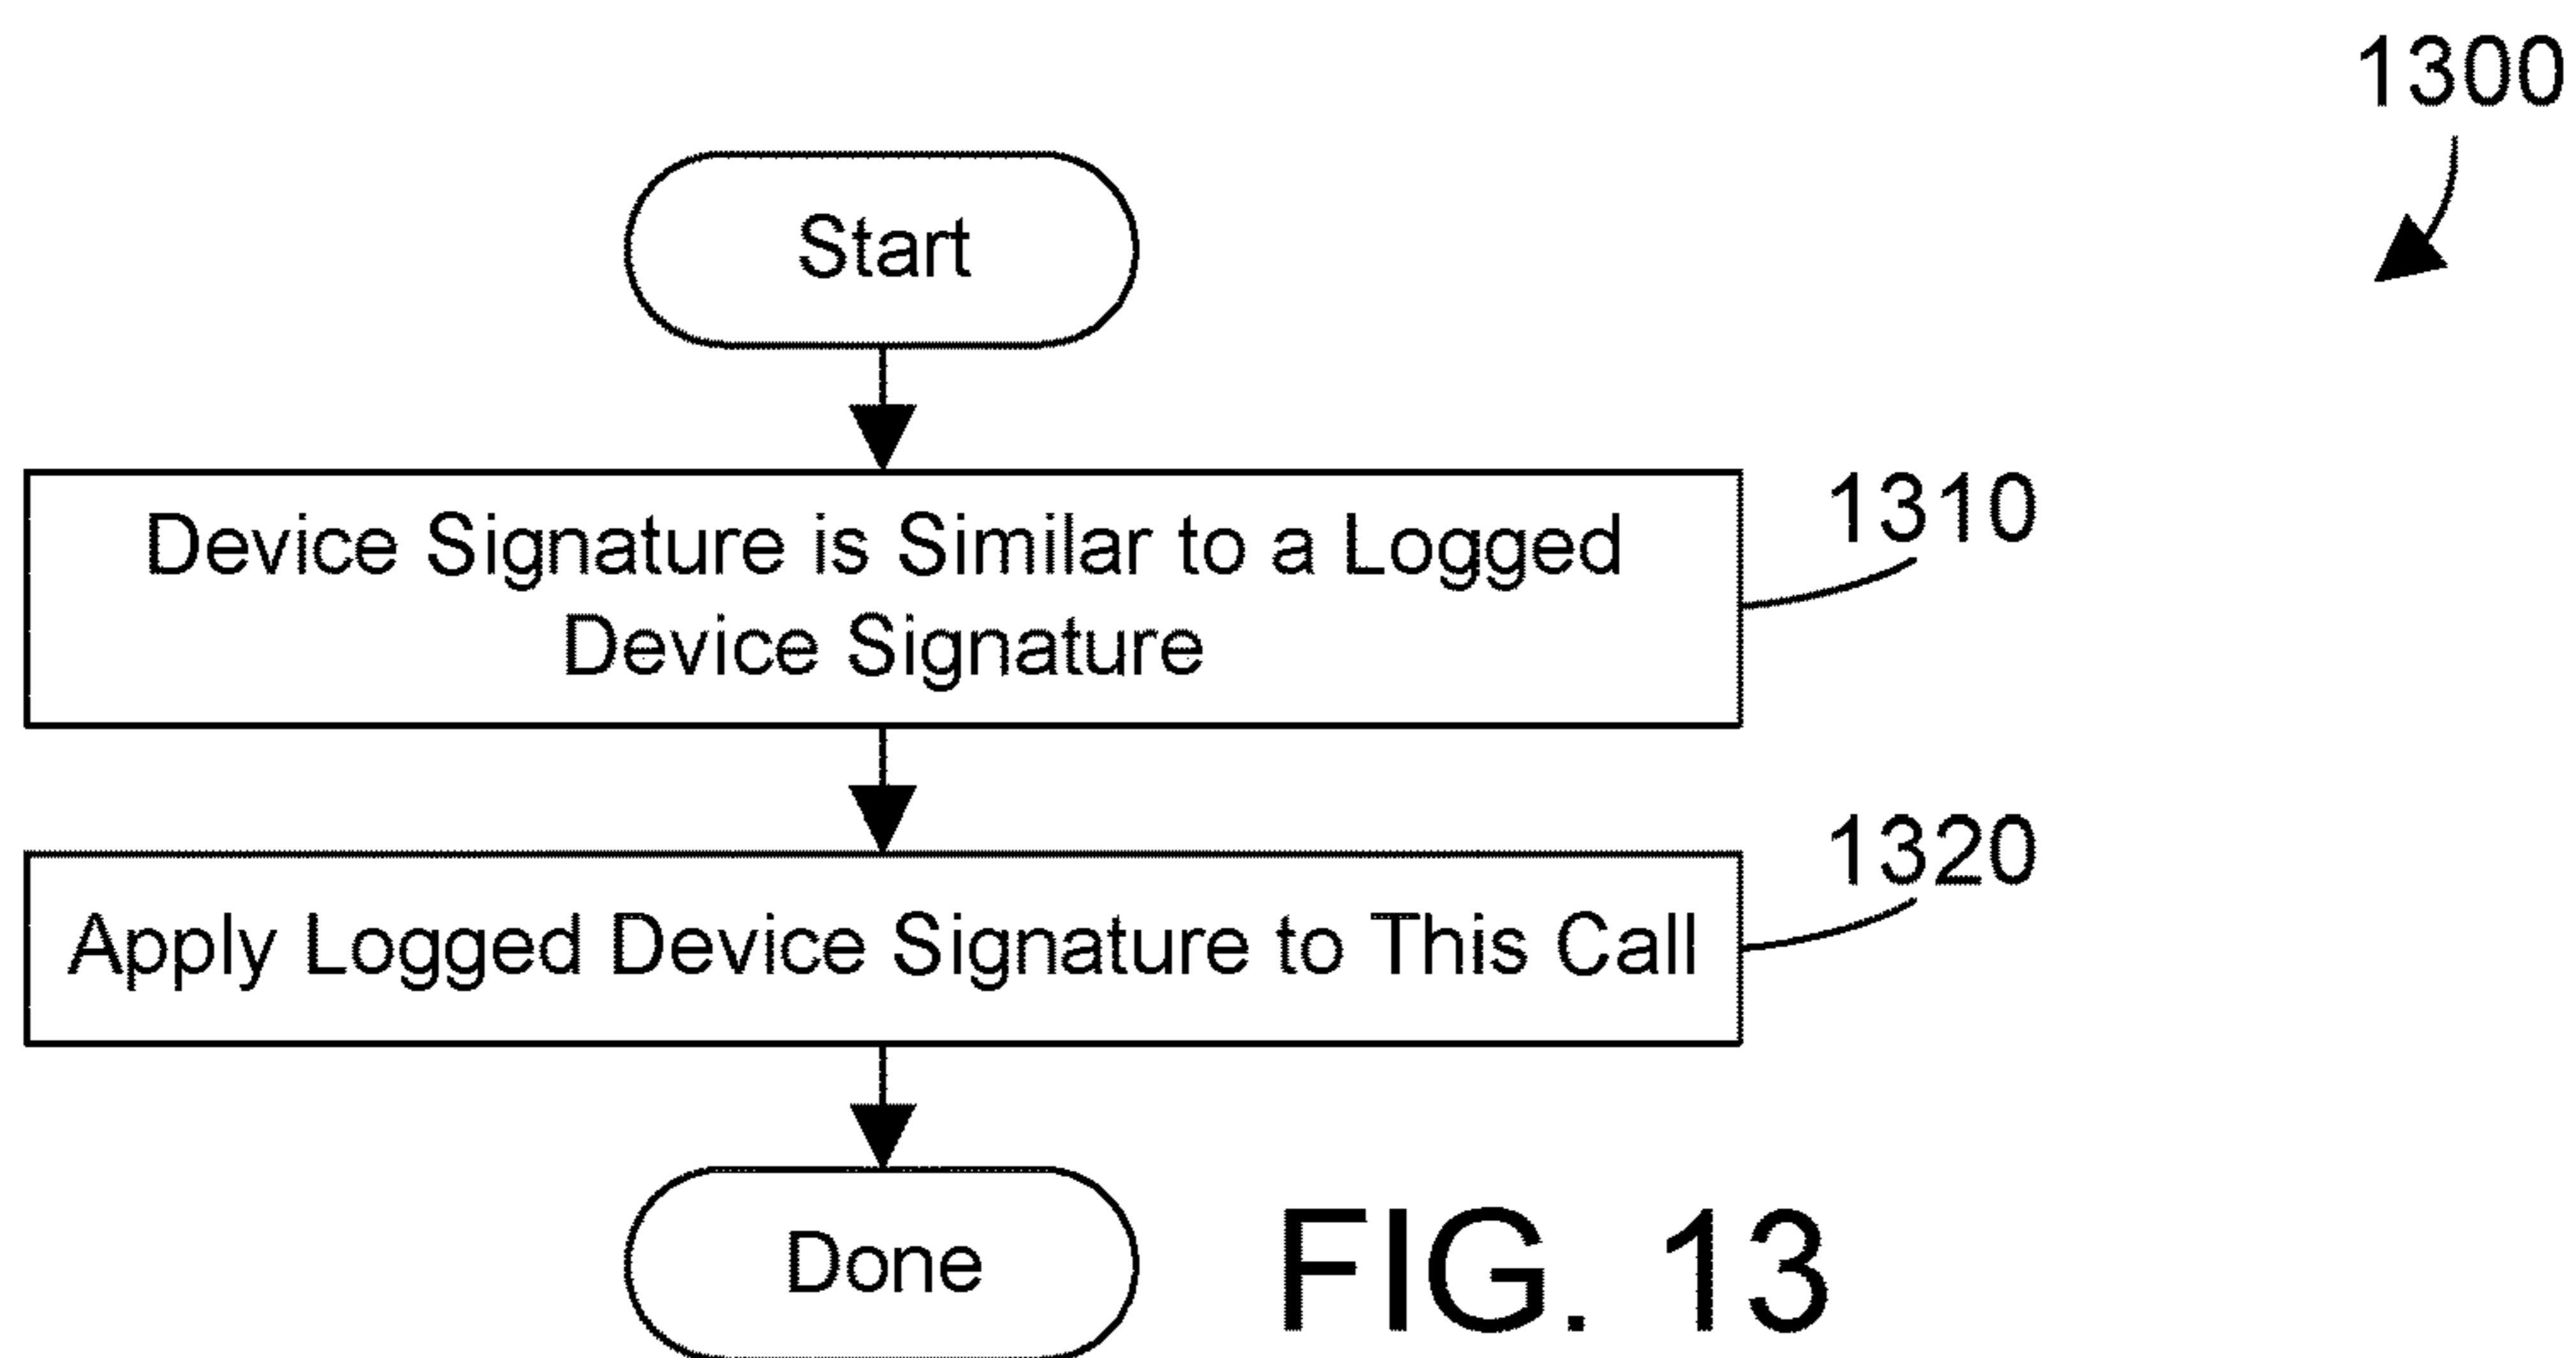 1300
Start
Device Signature is Similar to a Logged
Device Signature
1310
Apply Logged Device Signature to This Call
1320
Done
FIG. 13